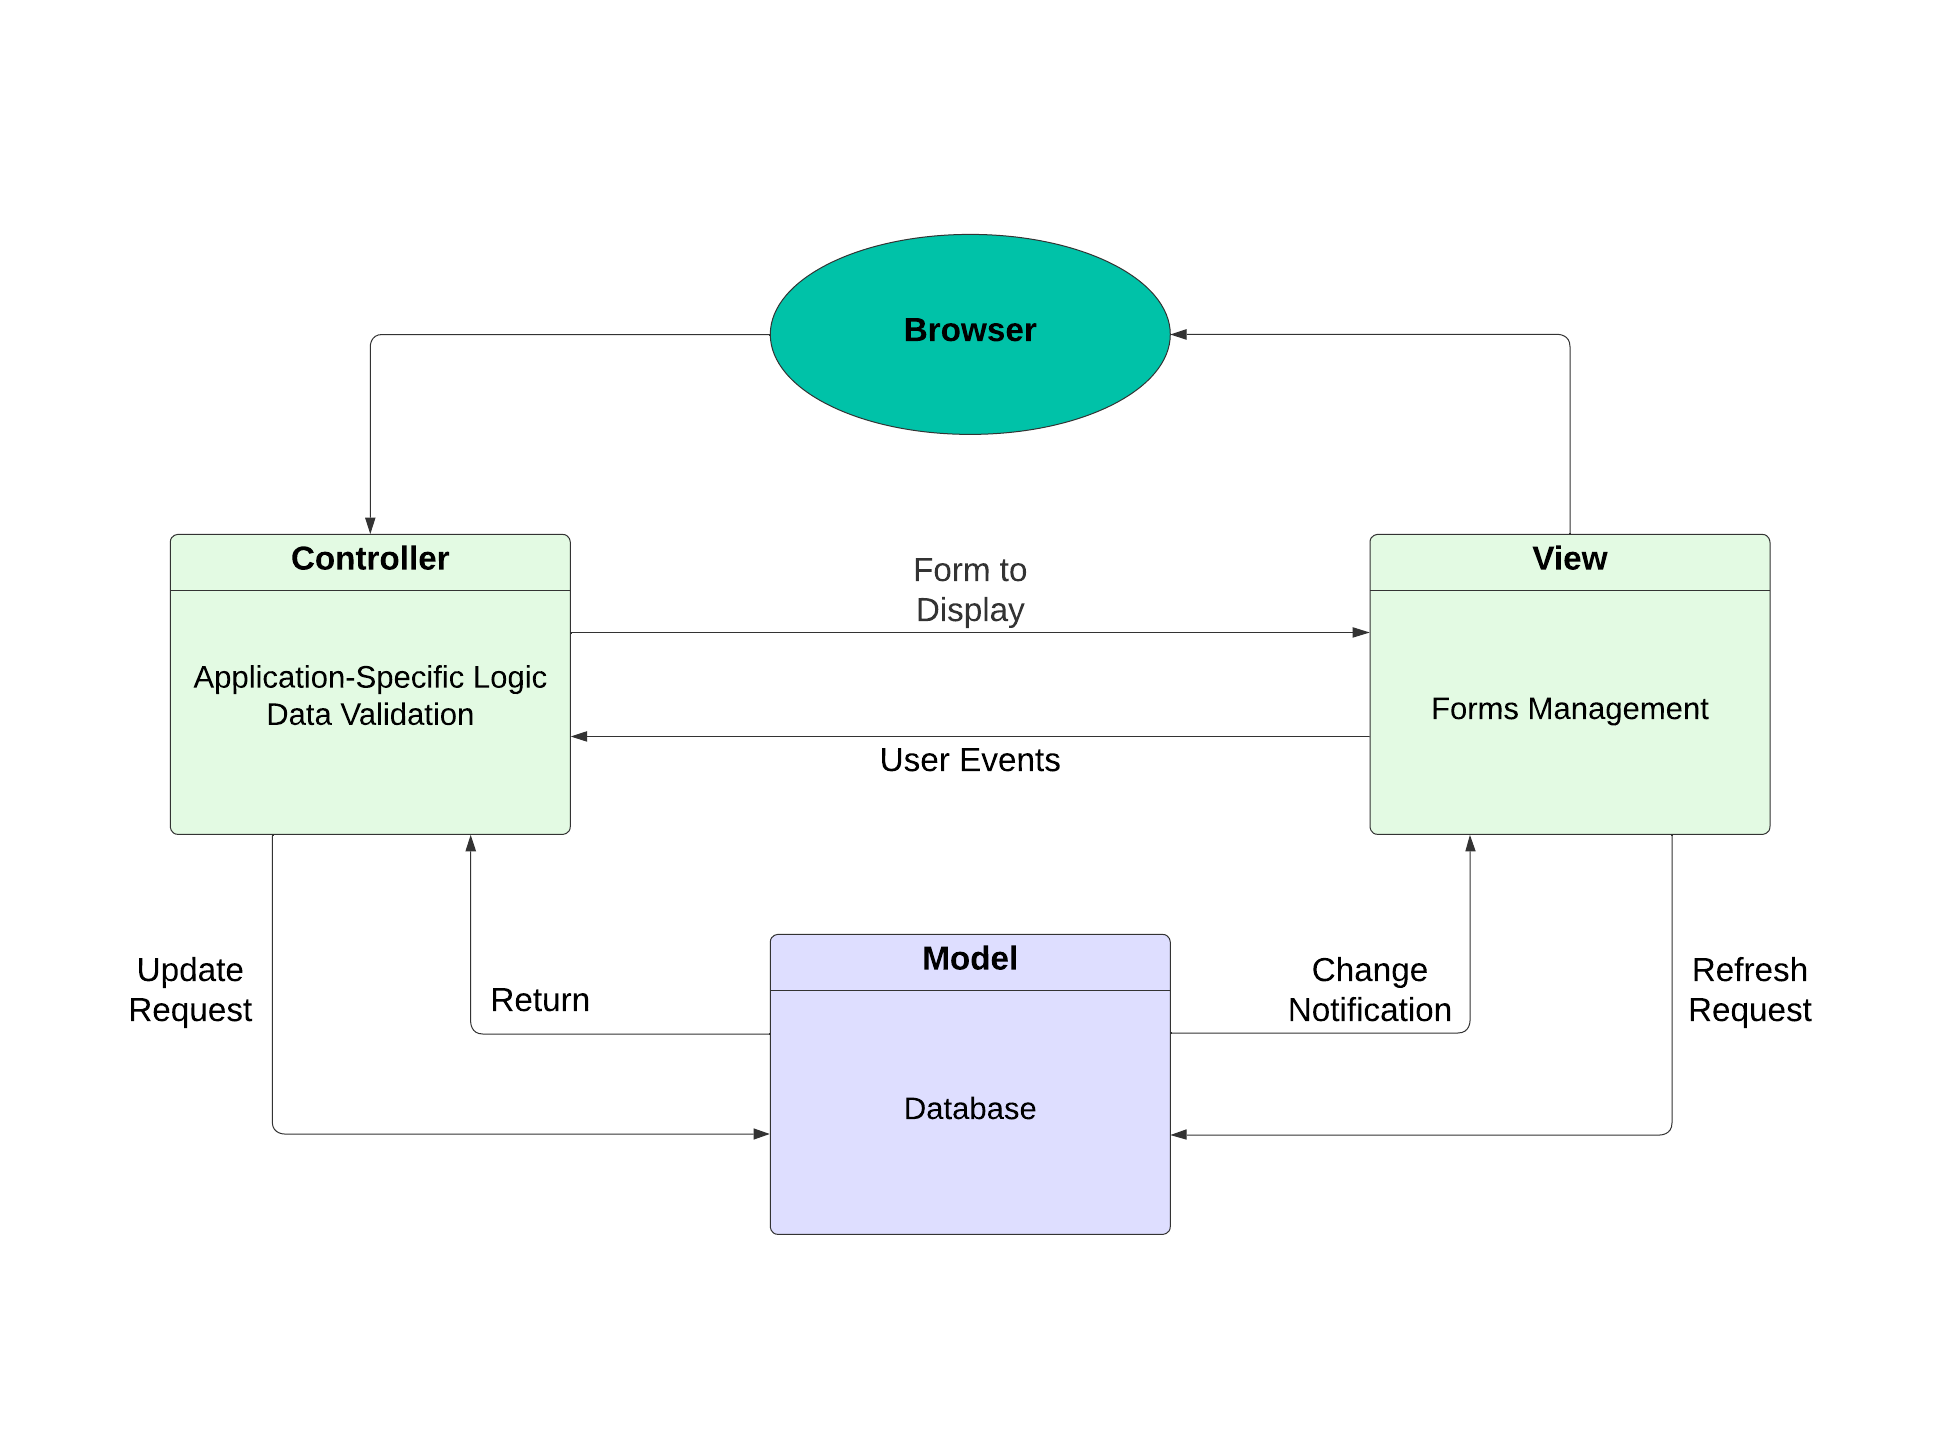 Browser
Controller
Application-Specific Logic
Data Validation
Form to
Display
User Events
View
Forms Management
Update
Request
Return
Model
Database
Change
Notification
Refresh
Request